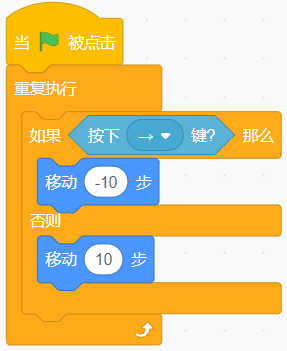 当 被点击
重复执行
如果 按下 → 键? 那么
移动 -10 步
否则
移动 10 步